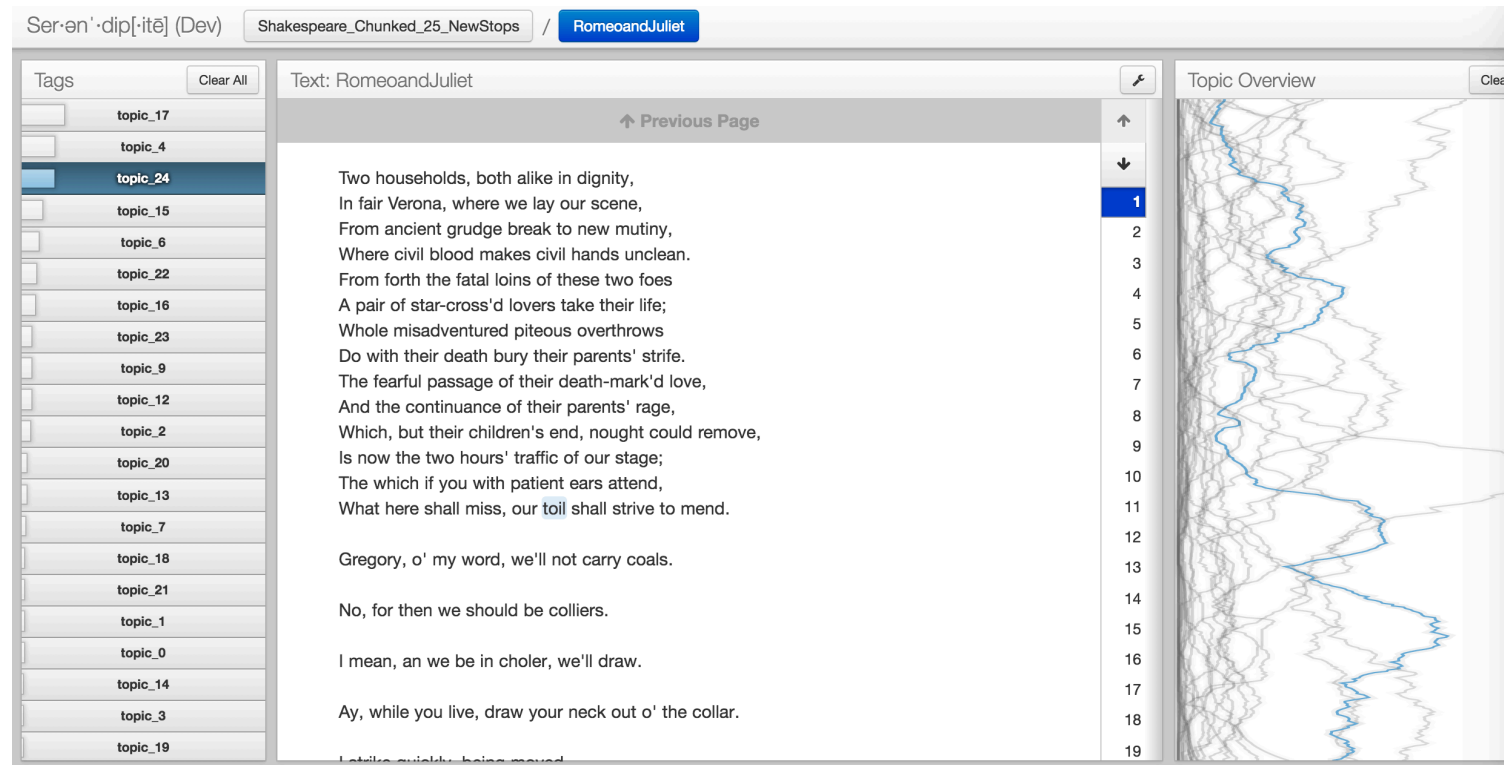 Ser·ən'·dip[·itē] (Dev)
Shakespeare_Chunked_25_NewStops
/
RomeoandJuliet
Tags
Clear All
topic_17
topic_4
topic_24
topic_15
topic_6
topic_22
topic_16
topic_23
topic_9
topic_12
topic_2
topic_20
topic_13
topic_7
topic_18
topic_21
topic_1
topic_0
topic_14
topic_3
topic_19
Text: RomeoandJuliet
Previous Page
Two households, both alike in dignity,
In fair Verona, where we lay our scene,
From ancient grudge break to new mutiny,
Where civil blood makes civil hands unclean.
From forth the fatal loins of these two foes
A pair of star-cross'd lovers take their life;
Whole misadventured piteous overthrows
Do with their death bury their parents' strife.
The fearful passage of their death-mark'd love,
And the continuance of their parents' rage,
Which, but their children's end, nought could remove,
Is now the two hours' traffic of our stage;
The which if you with patient ears attend,
What here shall miss, our toil shall strive to mend.
Gregory, o' my word, we'll not carry coals.
No, for then we should be colliers.
I mean, an we be in choler, we'll draw.
Ay, while you live, draw your neck out o' the collar.
I strike quickly, being moved.
1
2
3
4
5
6
7
8
9
10
11
12
13
14
15
16
17
18
19
Topic Overview
Clea